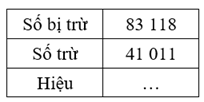 Số bị trừ 83 118
Số trừ 41 011
Hiệu ...